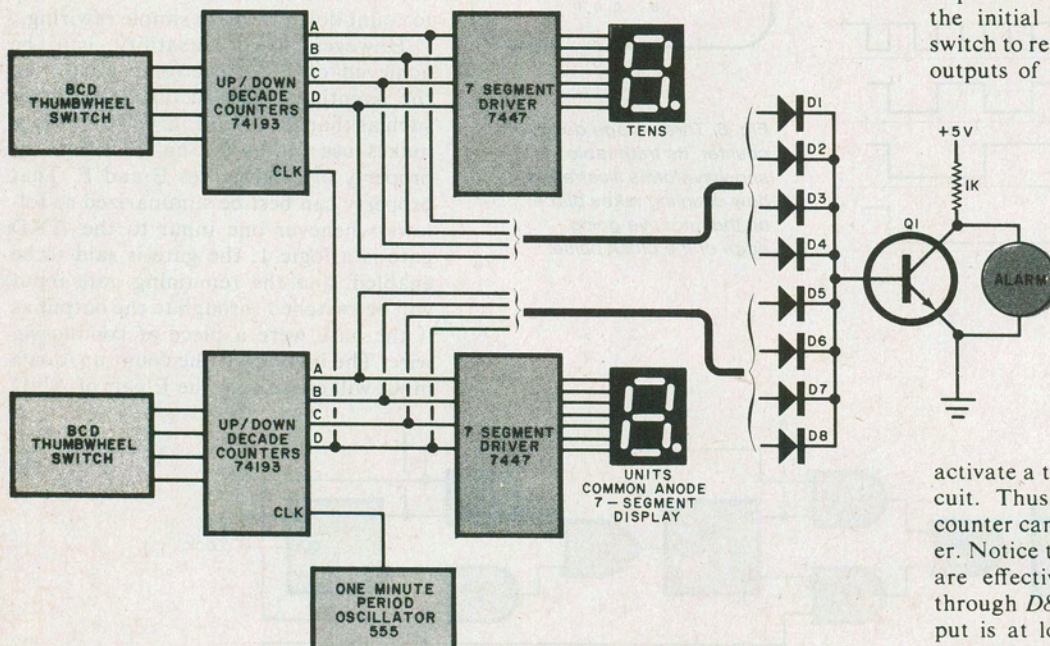 the initial
switch to re
outputs of
BCD
THUMBWHEEL
SWITCH
UP/DOWN
DECADE
COUNTERS
74193
CLK
A
B
C
D
7 SEGMENT
DRIVER
7447
TENS
D1
D2
D3
D4
D5
D6
D7
D8
+5V
1K
Q1
ALARM
BCD
THUMBWHEEL
SWITCH
UP/DOWN
DECADE
COUNTERS
74193
CLK
A
B
C
D
7 SEGMENT
DRIVER
7447
UNITS
COMMON ANODE
7-SEGMENT
DISPLAY
ONE MINUTE
PERIOD
OSCILLATOR
555
activate a t
cuit. Thus
counter car
er. Notice t
are effectiv
through D8
put is at lo